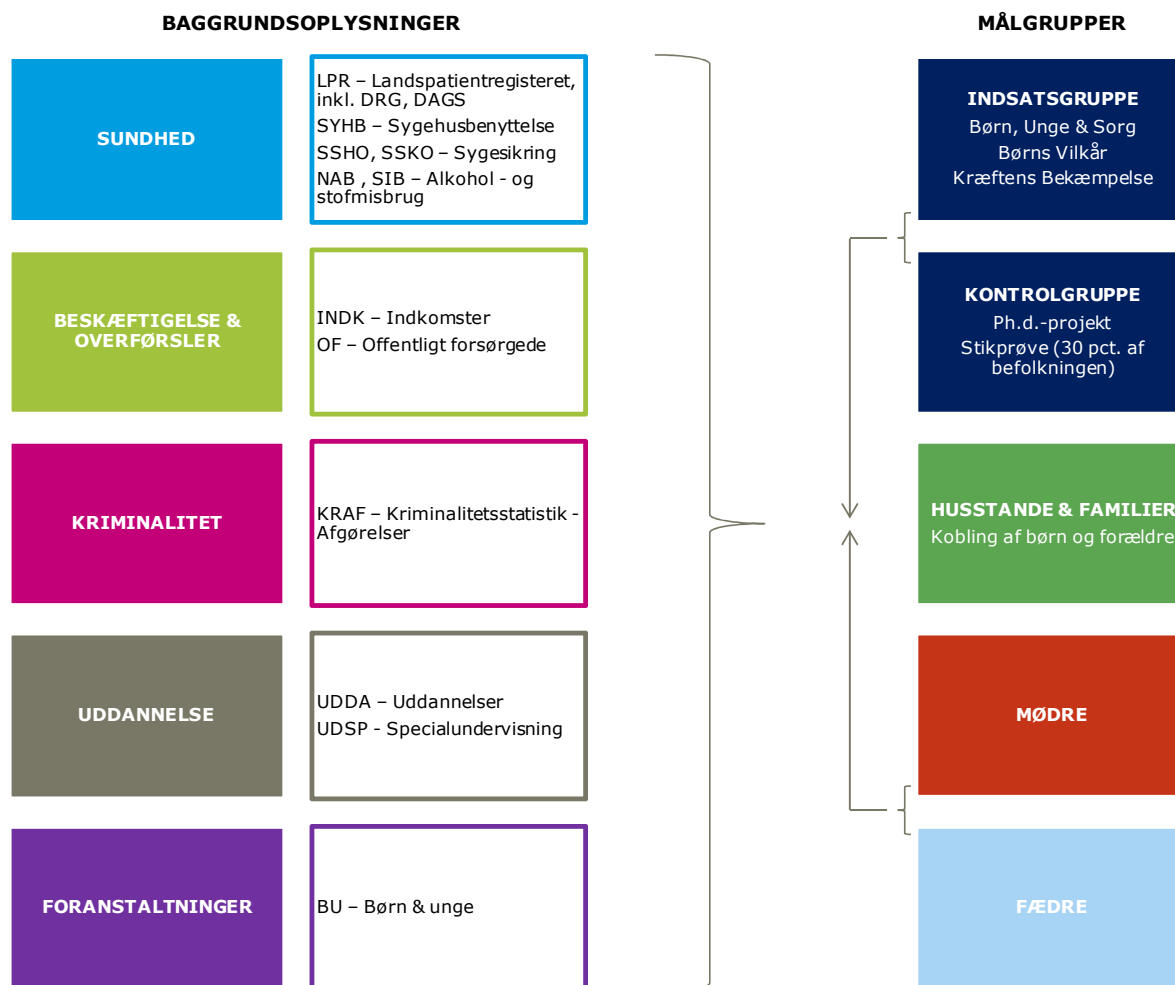 BAGGRUNDSOPLYSNINGER
MÅLGRUPPER
SUNDHED
LPR – Landspatientregisteret,
inkl. DRG, DAGS
SYHB – Sygehusbenyttelse
SSHO, SSKO – Sygesikring
NAB , SIB – Alkohol - og
stofmisbrug
INDSATSGRUPPE
Børn, Unge & Sorg
Børns Vilkår
Kræftens Bekæmpelse
BESKÆFTIGELSE &
OVERFØRSLER
INDK – Indkomster
OF – Offentligt forsørgede
KONTROLGRUPPE
Ph.d.-projekt
Stikprøve (30 pct. af
befolkningen)
KRIMINALITET
KRAF – Kriminalitetsstatistik -
Afgørelser
HUSSTANDE & FAMILIER
Kobling af børn og forældre
UDDANNELSE
UDDA – Uddannelser
UDSP - Specialundervisning
MØDRE
FORANSTALTNINGER
BU – Børn & unge
FÆDRE